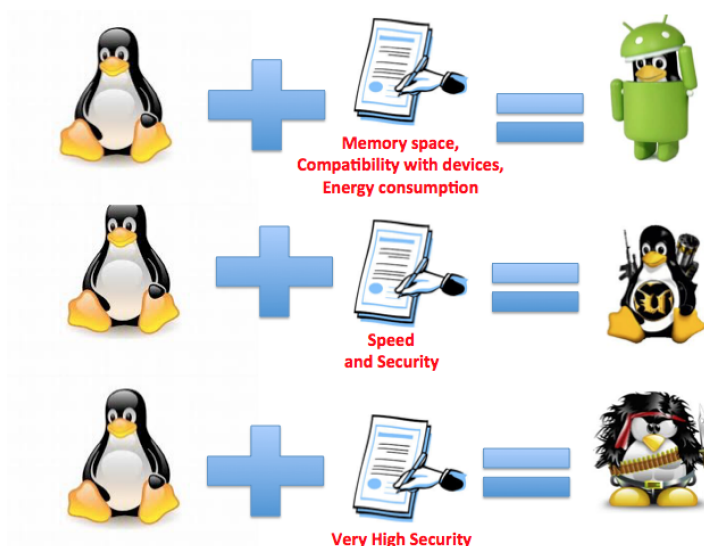 Memory space,
Compatibility with devices,
Energy consumption
Speed
and Security
Very High Security